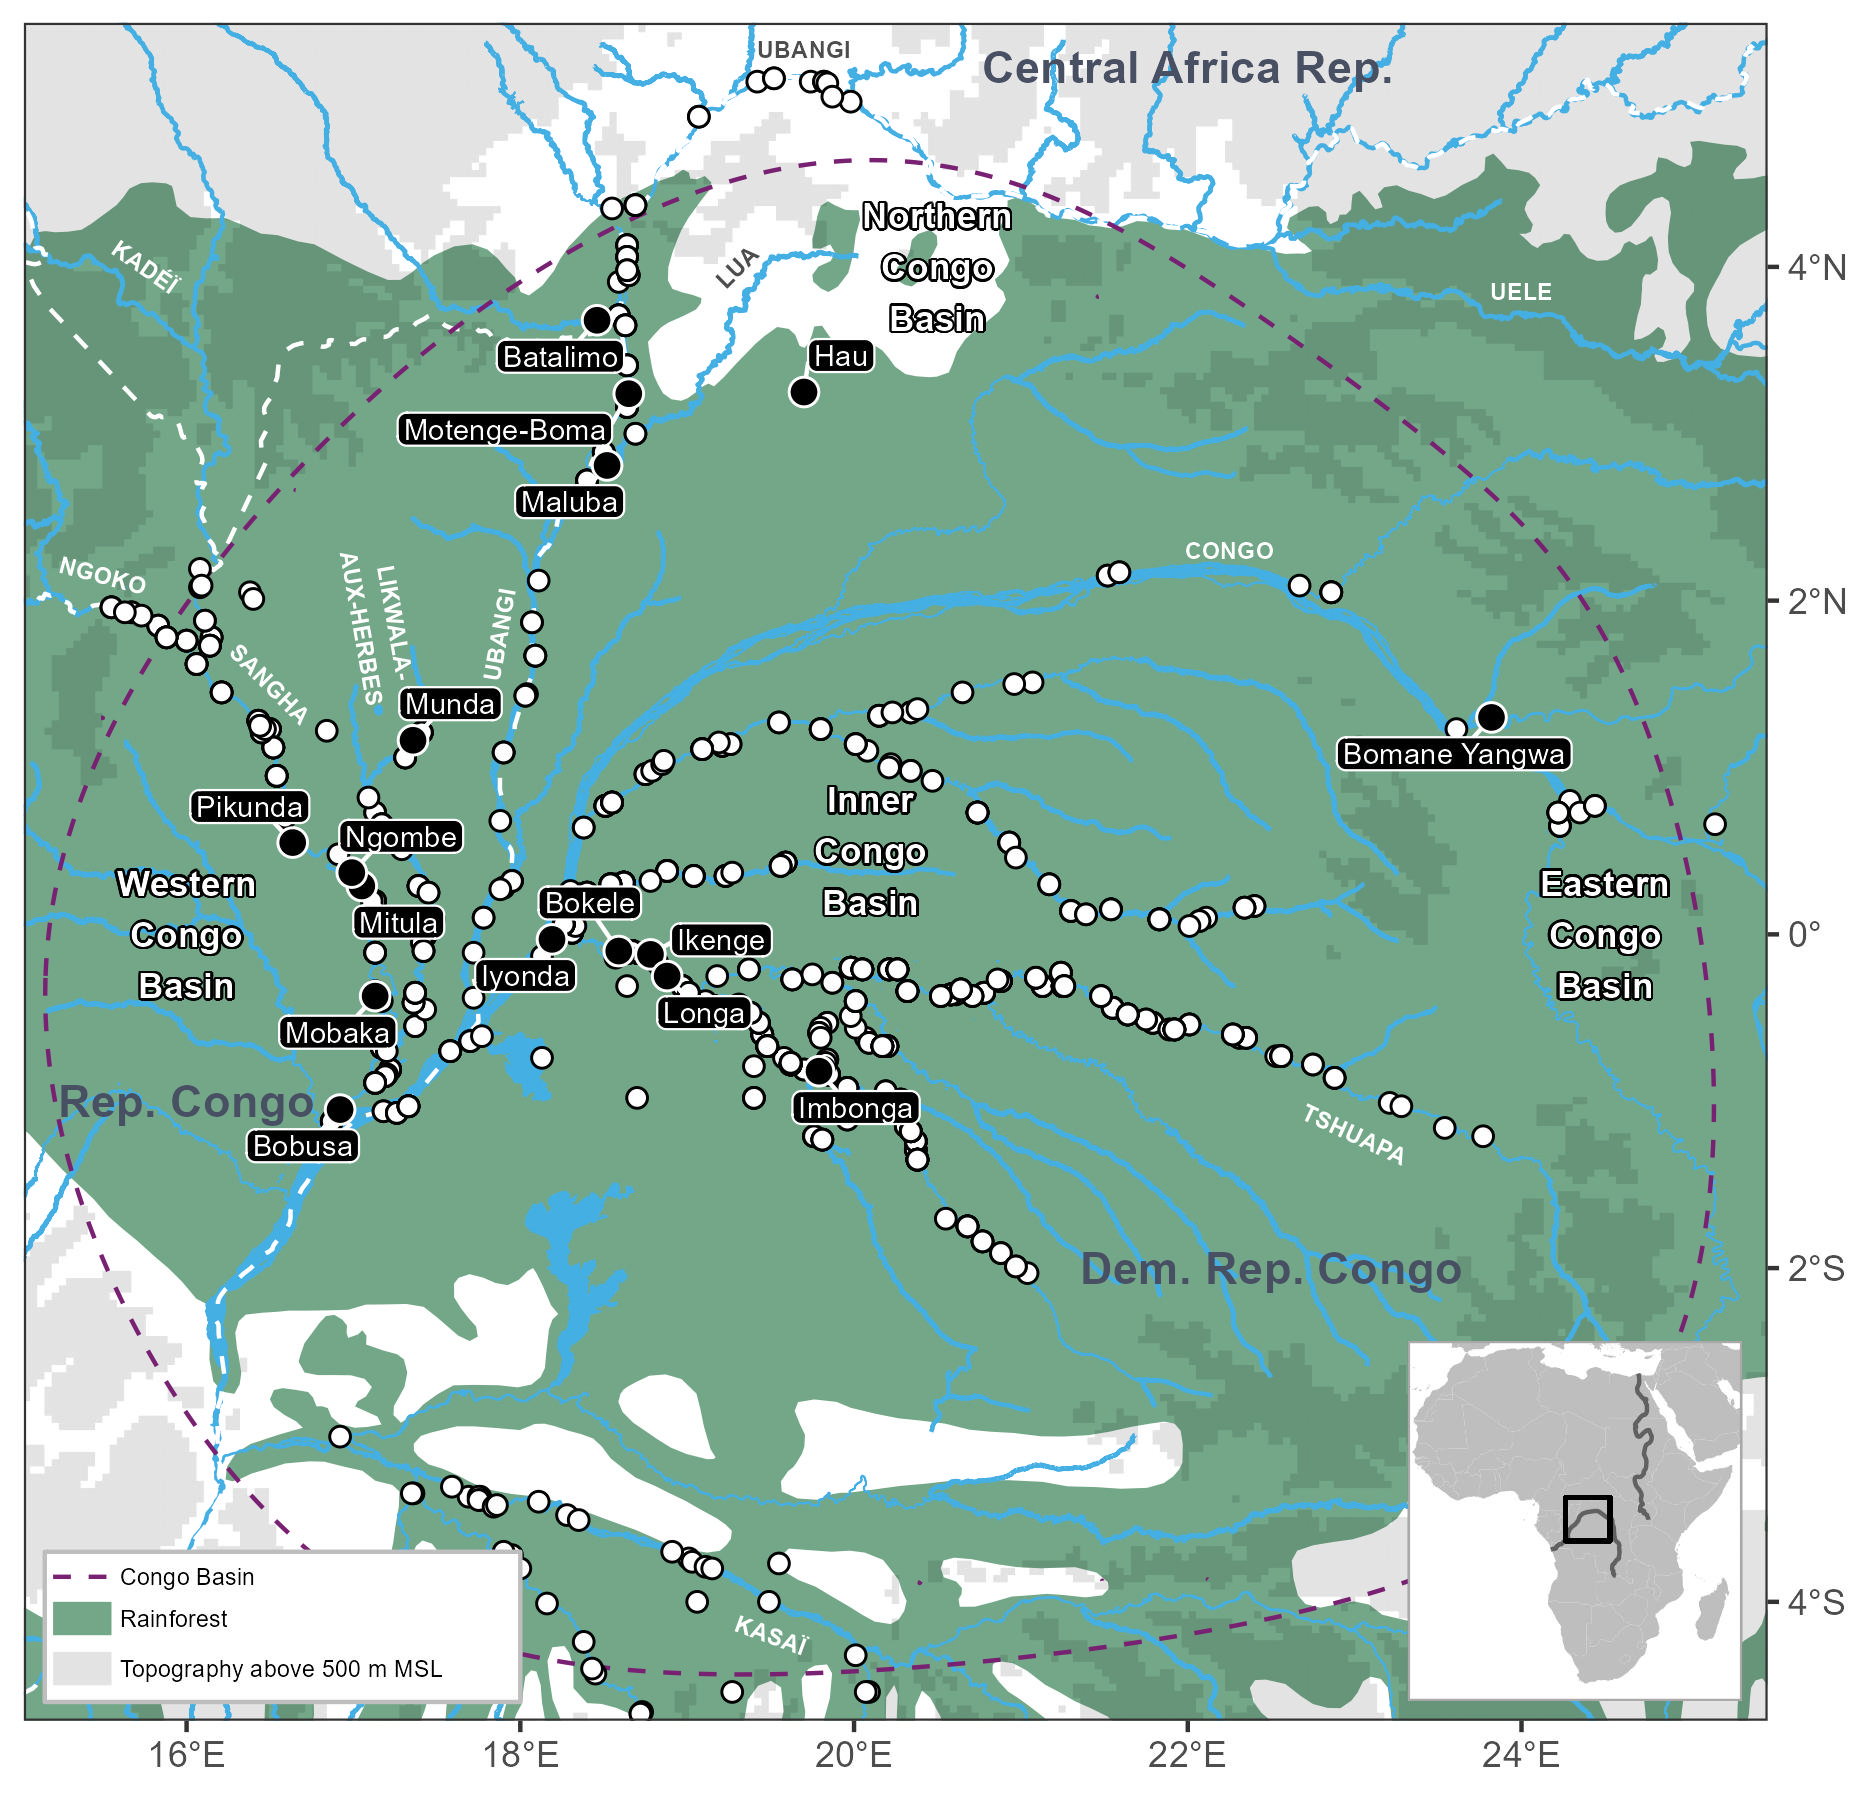 UBANGI
Central Africa Rep.
Northern
Congo
Basin
KADÉÏ
LUA
UELE
4°N
Batalimo
Hau
Motenge-Boma
Maluba
NGOKO
LIKWALA-
AUX-HERBES
UBANGI
CONGO
2°N
SANGHA
Munda
Bomane Yangwa
Pikunda
Ngombe
Inner
Congo
Basin
Western
Congo
Basin
Eastern
Congo
Basin
Bokele
Mitula
Ikenge
0°
Iyonda
Longa
Mobaka
Rep. Congo
Imbonga
Bobusa
TSHUAPA
Dem. Rep. Congo
2°S
KASAÏ
4°S
Congo Basin
Rainforest
Topography above 500 m MSL
16°E
18°E
20°E
22°E
24°E